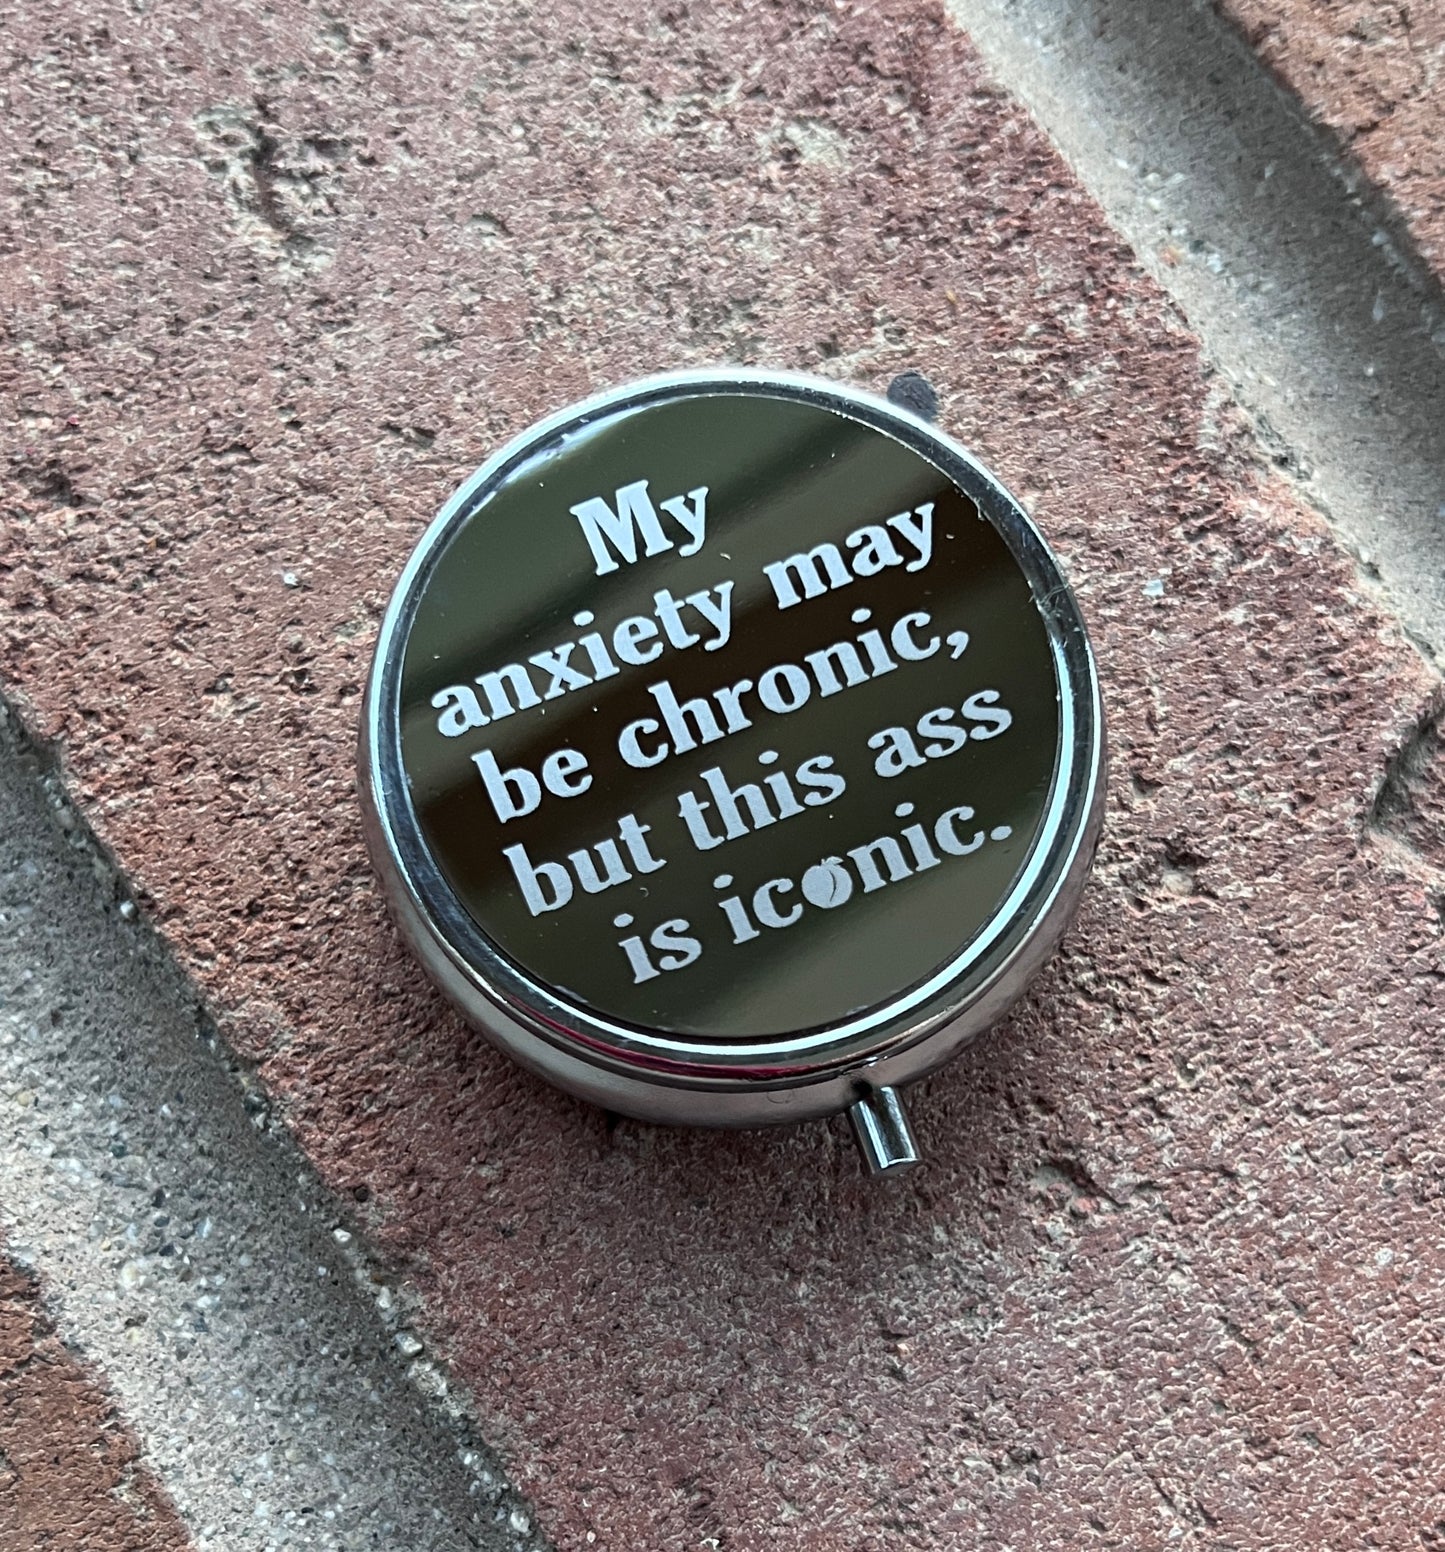 My
anxiety may
be chronic,
but this ass
is iconic.